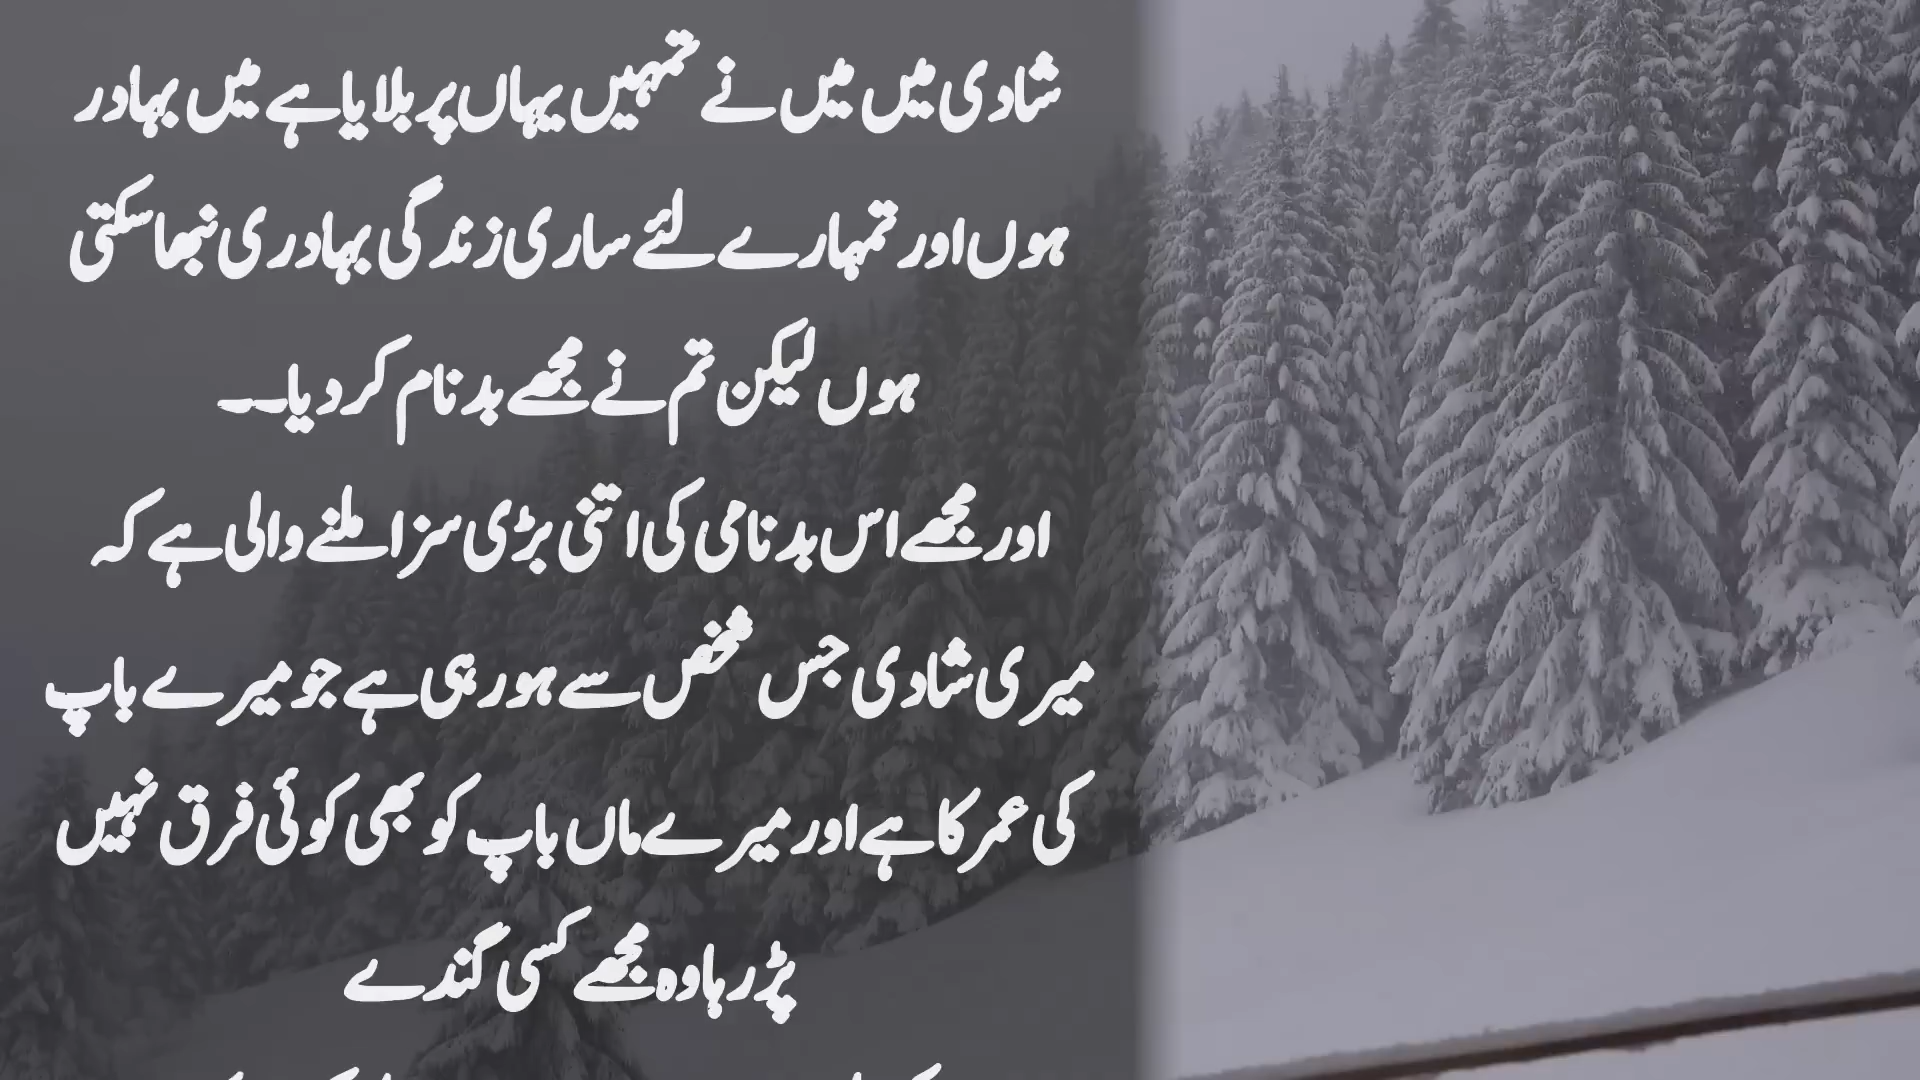 شادی میں میں نے تمہیں یہاں پر بلایا ہے میں بہادر
ہوں اور تمہارے لئے ساری زندگی بہادری نبھا سکتی
ہوں لیکن تم نے مجھے بدنام کر دیا۔۔
اور مجھے اس بدنامی کی اتنی بڑی سزا ملنے والی ہے کہ
میری شادی جس شخص سے ہو رہی ہے جو میرے باپ
کی عمر کا ہے اور میرے ماں باپ کو بھی کوئی فرق نہیں
پڑ رہا وہ مجھے کسی گندے